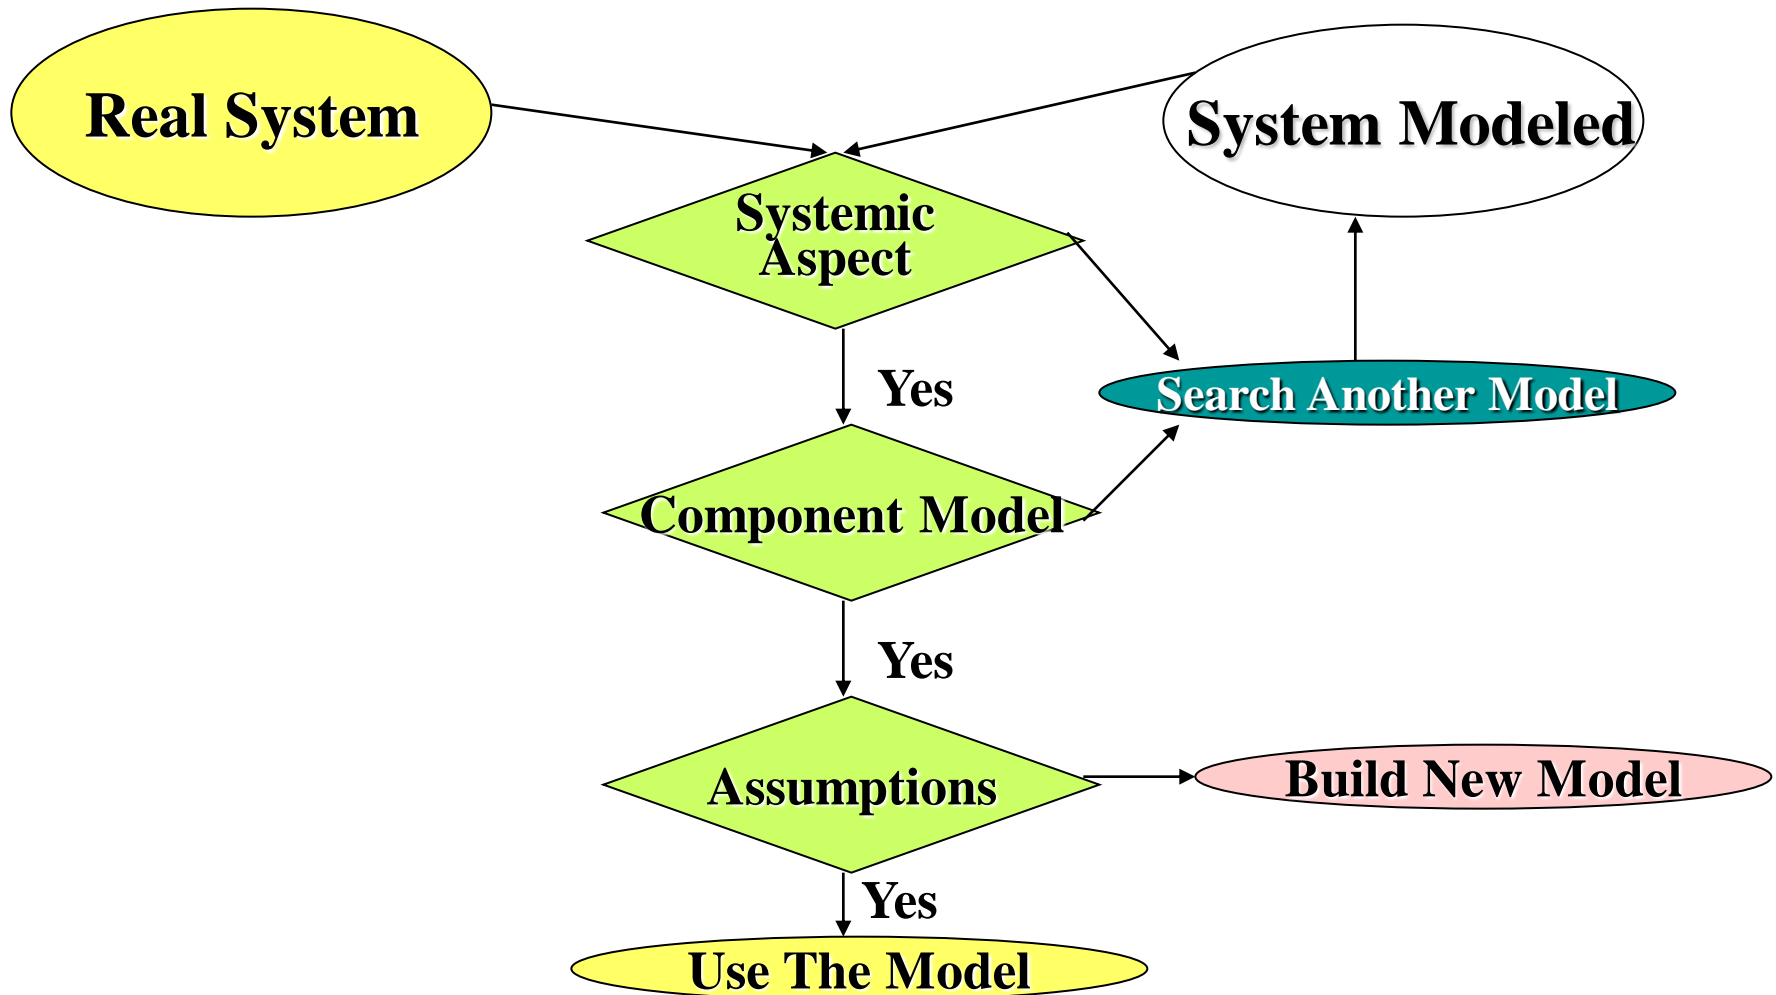 Real System
System Modeled
Systemic
Aspect
Yes
Search Another Model
Component Model
Yes
Assumptions
Build New Model
Yes
Use The Model